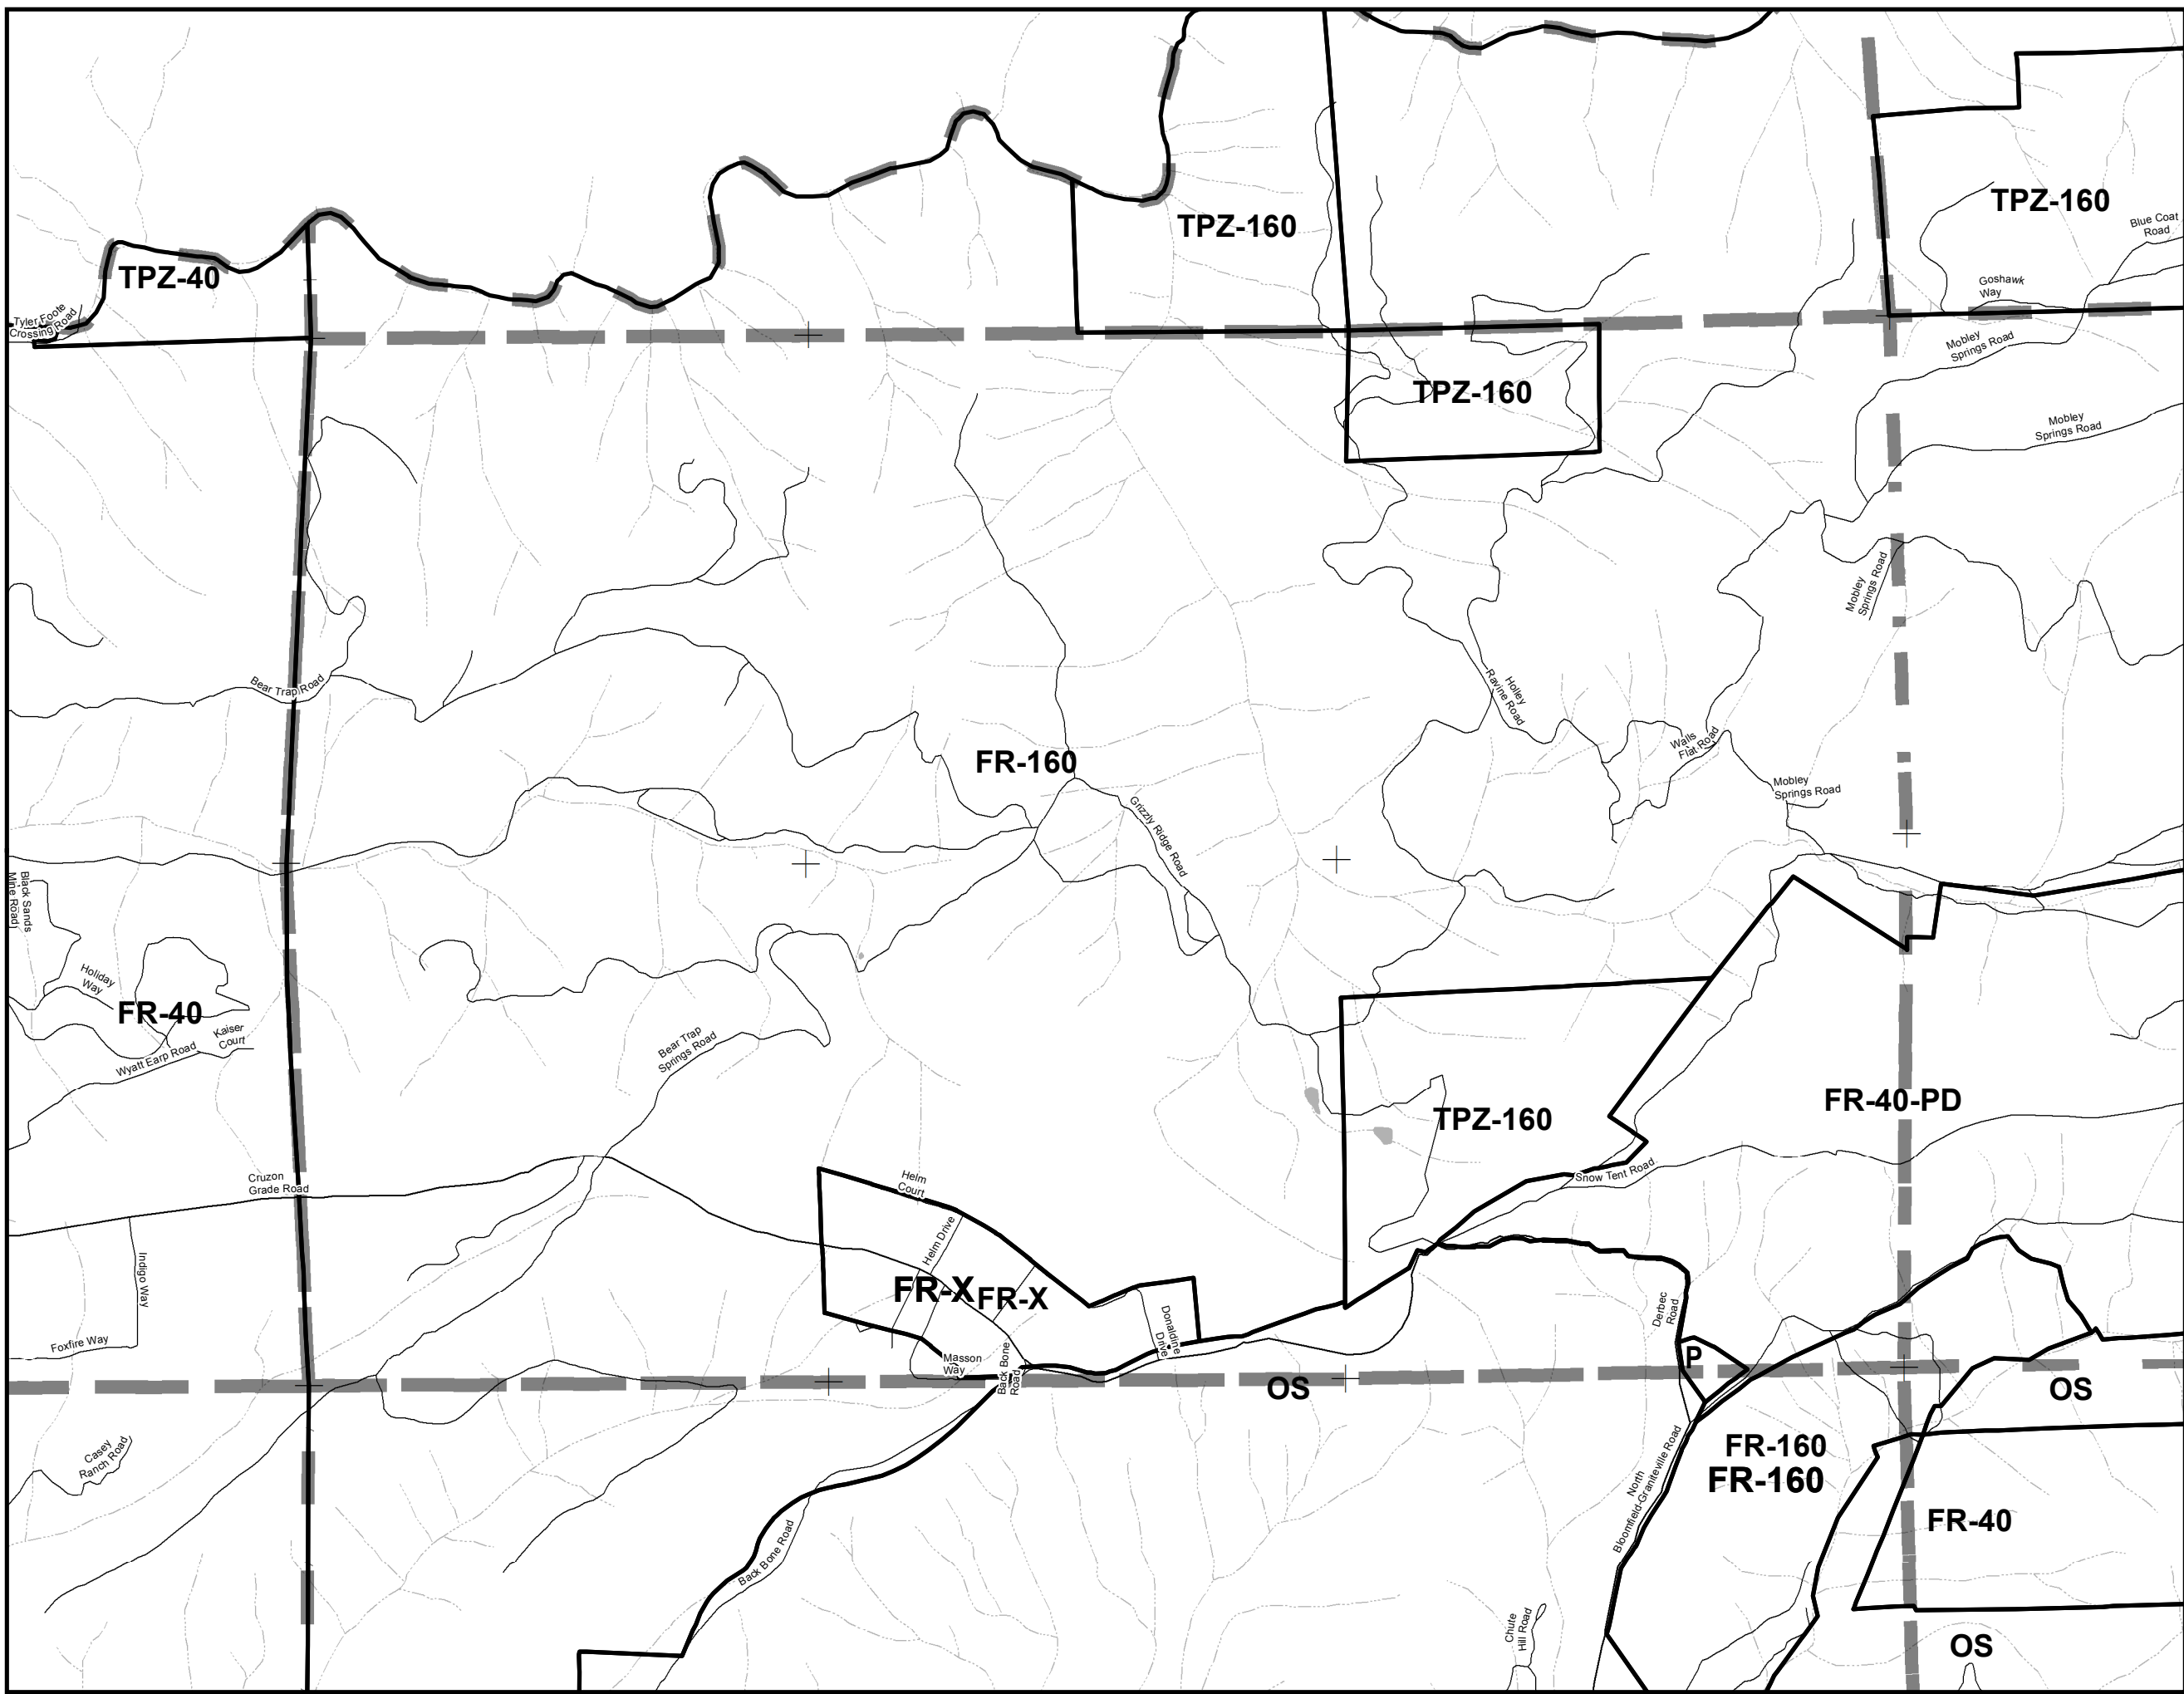 TPZ-160
Blue Coat
Road
TPZ-160
TPZ-40
Goshawk
Way
Tyler Foote
Crossing Road
Mobley
Springs Road
TPZ-160
Mobley
Springs Road
Mobley
Springs Road
Bear Trap Road
Holley
Ravine Road
Walls
Flat Road
FR-160
Mobley
Springs Road
Grizzly Ridge Road
Black Sands
Mine Road
Holiday
Way
FR-40
Kaiser
Court
Wyatt Earp Road
Bear Trap
Springs Road
FR-40-PD
TPZ-160
Snow Tent Road
Cruzon
Grade Road
Helm
Court
Helm Drive
Indigo Way
FR-X
FR-X
Donaldine
Drive
Derbec
Road
Foxfire Way
Masson
Way
Back Bone
Road
P
OS
OS
Casey
Ranch Road
North
Bloomfield-Graniteville Road
FR-160
FR-160
FR-40
Back Bone Road
Chute
Hill Road
OS